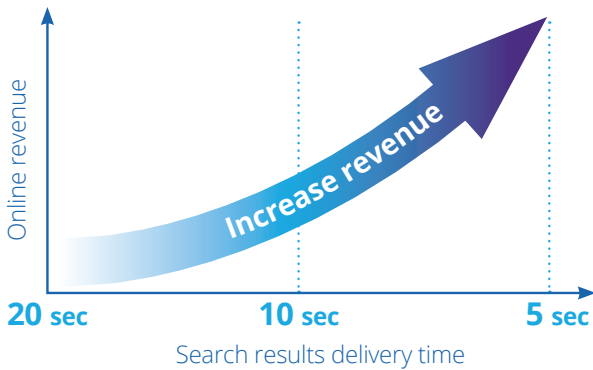 Online revenue
Increase revenue
20 sec
10 sec
5 sec
Search results delivery time